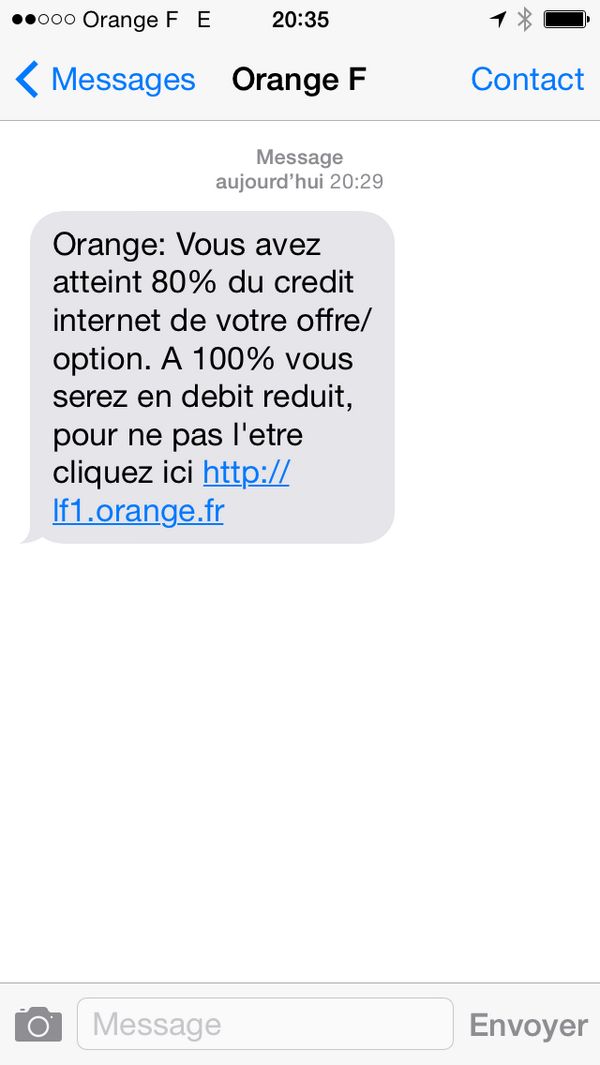 Orange F E 20:35
Messages Orange F Contact
Message
aujourd’hui 20:29
Orange: Vous avez
atteint 80% du credit
internet de votre offre/
option. A 100% vous
serez en debit reduit,
pour ne pas l'etre
cliquez ici http://
lf1.orange.fr
Message Envoyer